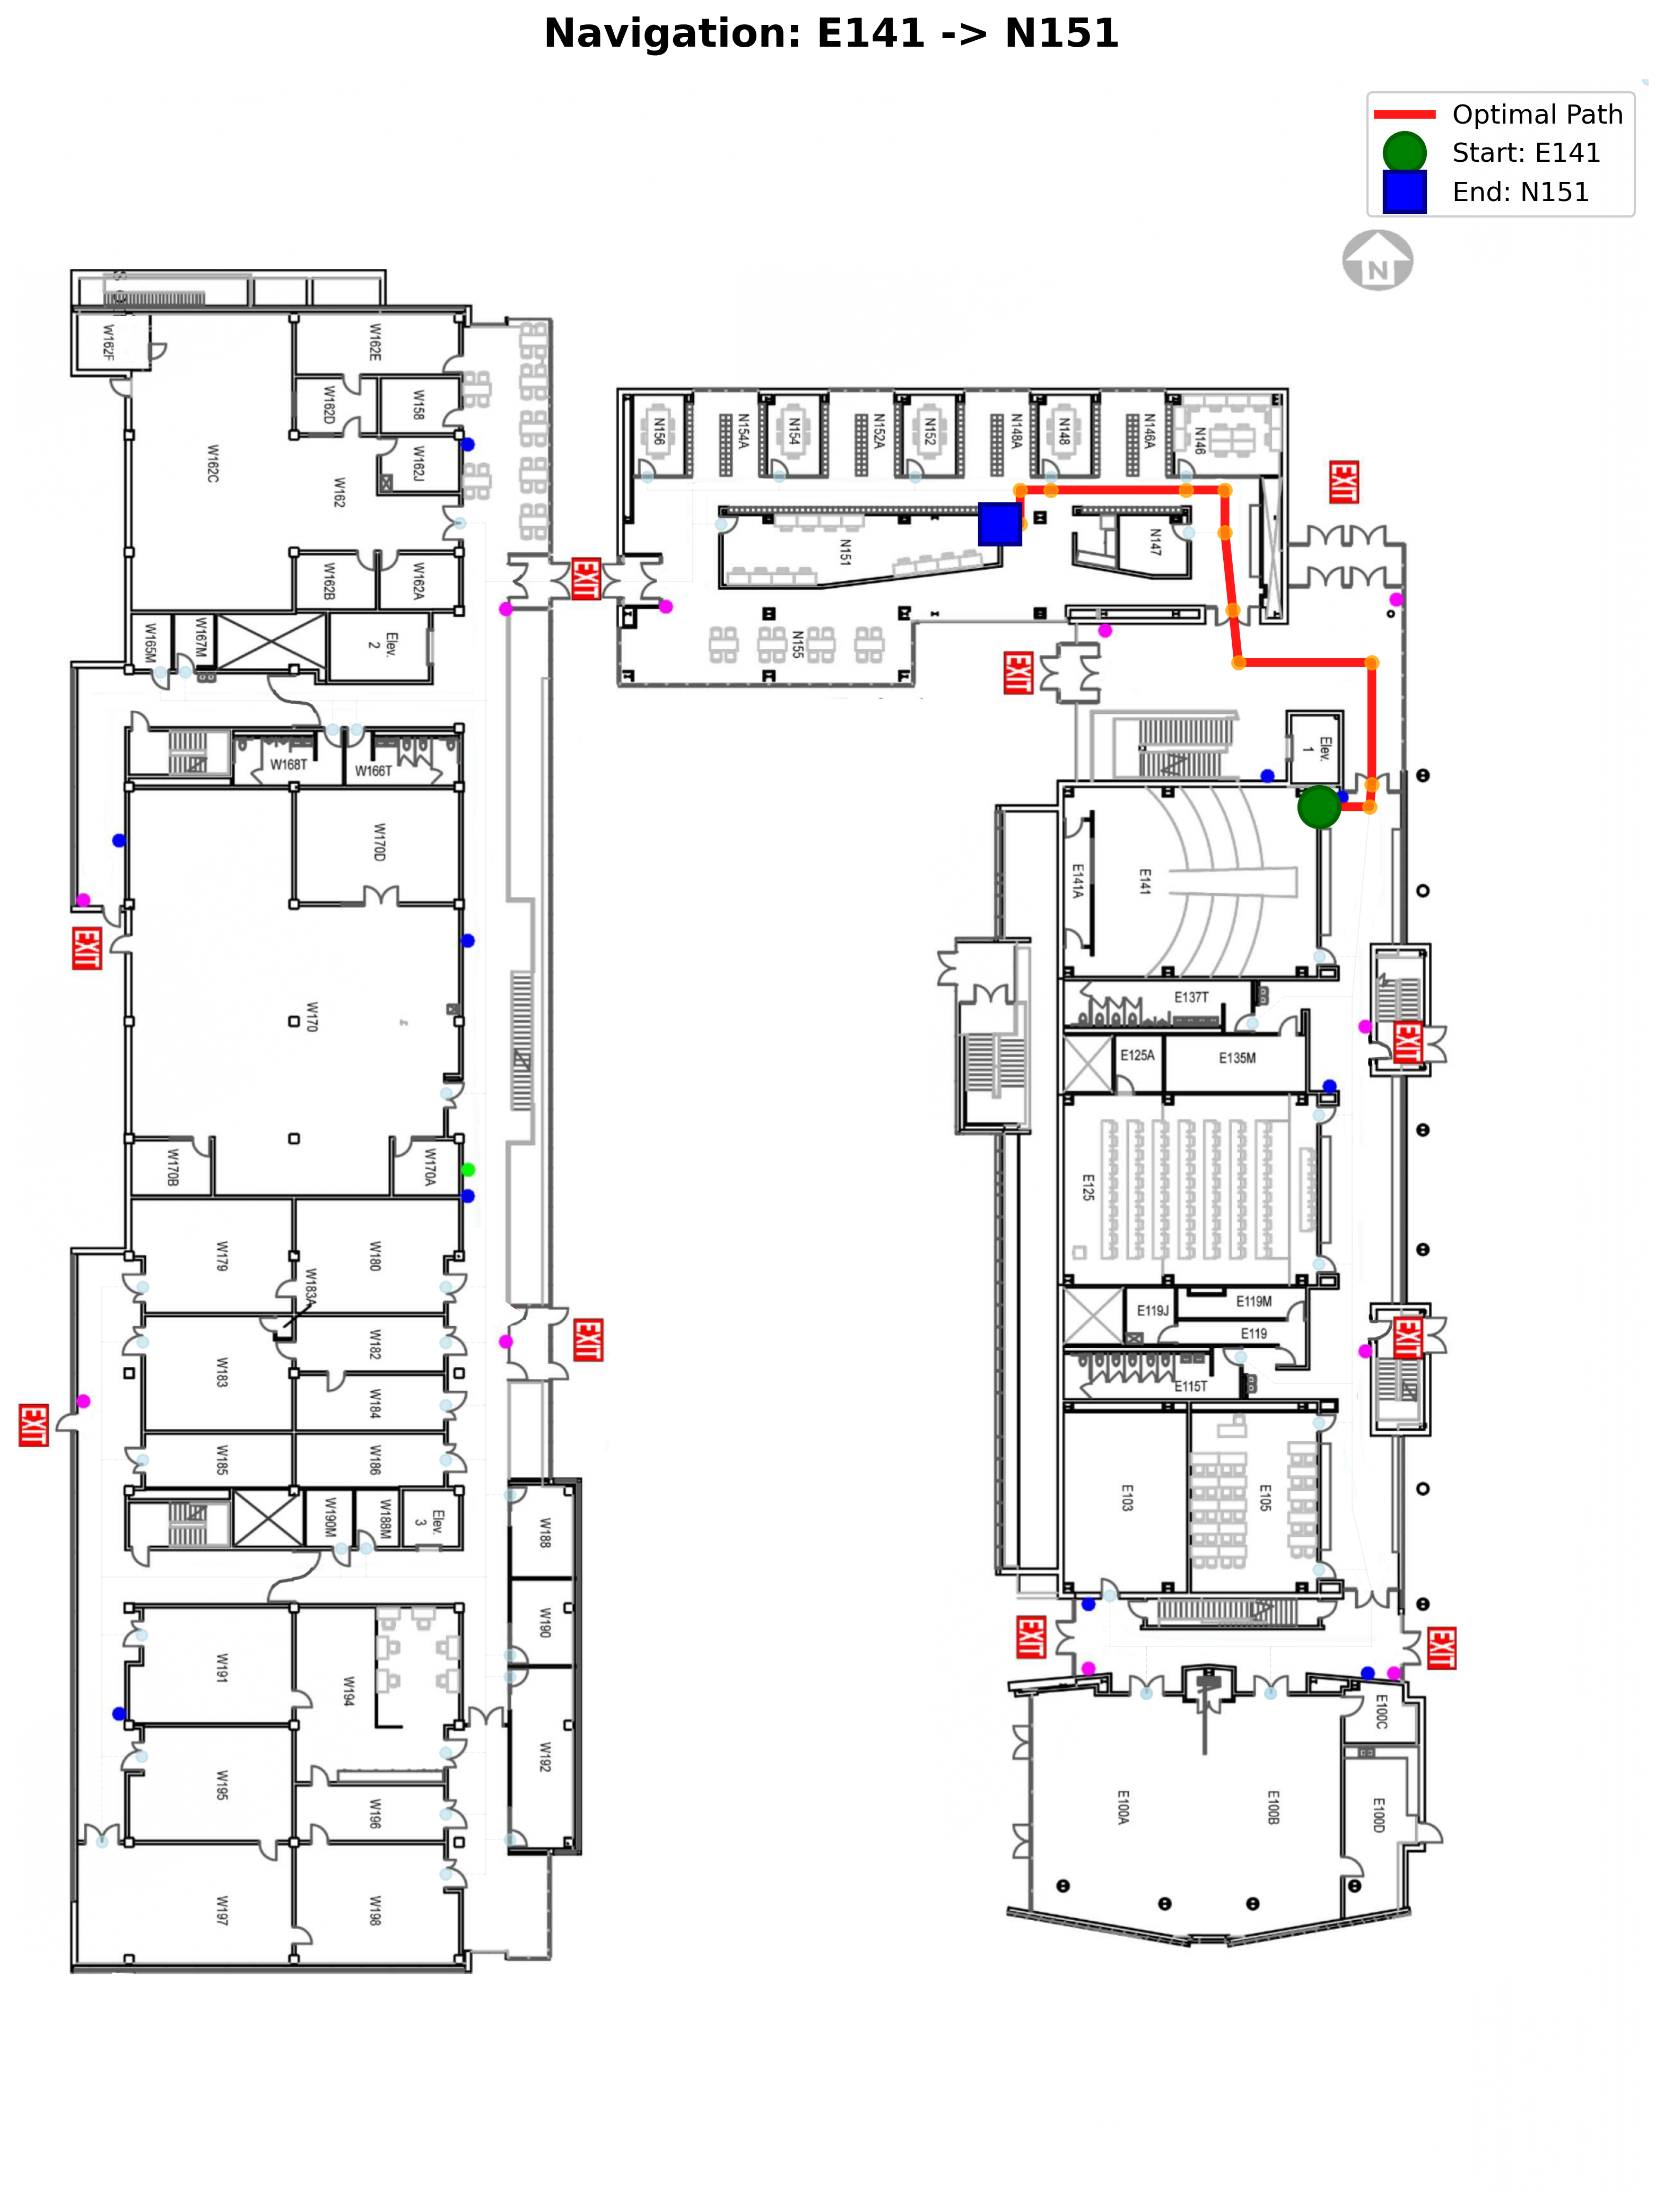 Navigation: E141 -> N151
Optimal Path
Start: E141
End: N151
N
W162F
W162E
W162D
W158
W162C
W162
W162J
W162B
W162A
W165M
W167M
Elev.
2
W168T
W166T
W170D
W170
W170B
W170A
W179
W180
W183A
W183
W182
W184
W185
W186
W190M
W188M
Elev.
3
W188
W190
W192
W191
W194
W195
W196
W197
W198
EXIT
EXIT
EXIT
EXIT
N156
N154A
N154
N152A
N152
N148A
N148
N146A
N146
N151
N147
N155
EXIT
EXIT
Elev.
1
E141A
E141
E137T
E125A
E135M
EXIT
E125
E119J
E119M
E119
E115T
EXIT
E103
E105
EXIT
EXIT
E100C
E100A
E100B
E100D